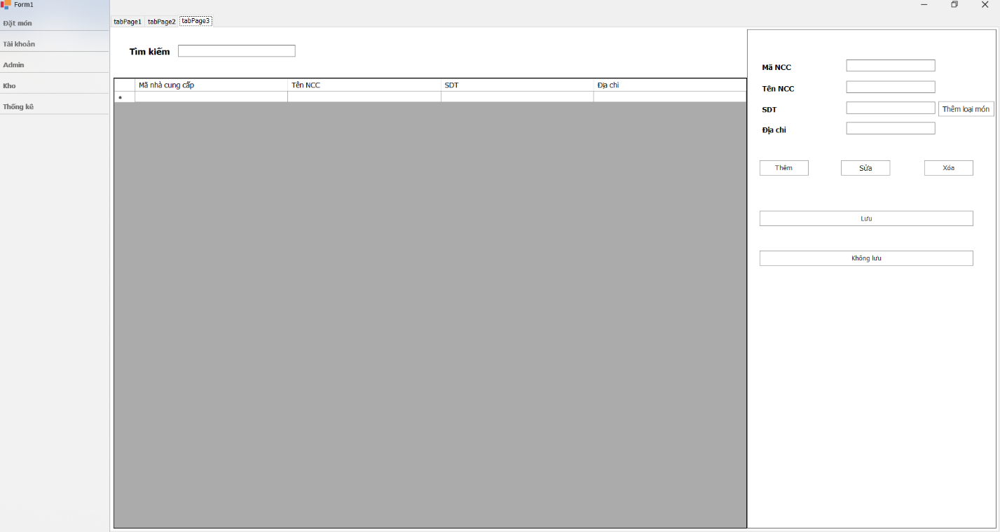 Form1
Đặt món
Tài khoản
Admin
Kho
Thống kê
tabPage1 tabPage2 tabPage3
Tìm kiếm
Mã nhà cung cấp Tên NCC SDT Địa chỉ
*
Mã NCC
Tên NCC
SDT Thêm loại món
Địa chỉ
Thêm Sửa Xóa
Lưu
Không lưu